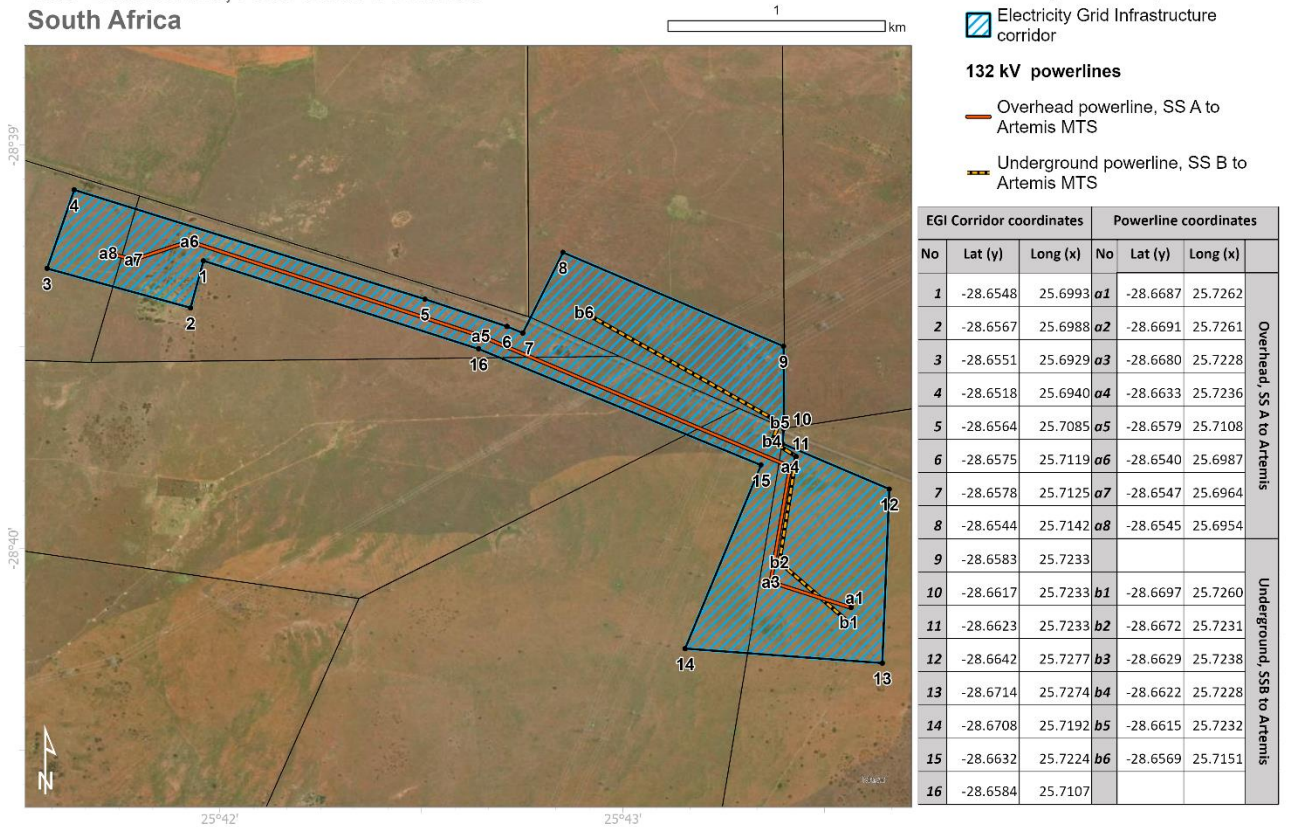 South Africa
1
km
Electricity Grid Infrastructure
corridor
132 kV powerlines
Overhead powerline, SS A to
Artemis MTS
Underground powerline, SS B to
Artemis MTS
-28°39'
-28°40'
25°42'
25°43'
4
a8
a7
a6
1
3
2
5
a5
6
7
16
8
b6
9
b5
10
b4
11
a4
15
12
b2
a3
a1
b1
14
13
N
EGI Corridor coordinates Powerline coordinates
No Lat (y) Long (x) No Lat (y) Long (x)
1 -28.6548 25.6993 a1 -28.6687 25.7262
2 -28.6567 25.6988 a2 -28.6691 25.7261
3 -28.6551 25.6929 a3 -28.6680 25.7228
4 -28.6518 25.6940 a4 -28.6633 25.7236
5 -28.6564 25.7085 a5 -28.6579 25.7108
6 -28.6575 25.7119 a6 -28.6540 25.6987
7 -28.6578 25.7125 a7 -28.6547 25.6964
8 -28.6544 25.7142 a8 -28.6545 25.6954
9 -28.6583 25.7233
10 -28.6617 25.7233 b1 -28.6697 25.7260
11 -28.6623 25.7233 b2 -28.6672 25.7231
12 -28.6642 25.7277 b3 -28.6629 25.7238
13 -28.6714 25.7274 b4 -28.6622 25.7228
14 -28.6708 25.7192 b5 -28.6615 25.7232
15 -28.6632 25.7224 b6 -28.6569 25.7151
16 -28.6584 25.7107
Overhead, SS A to Artemis
Underground, SSB to Artemis